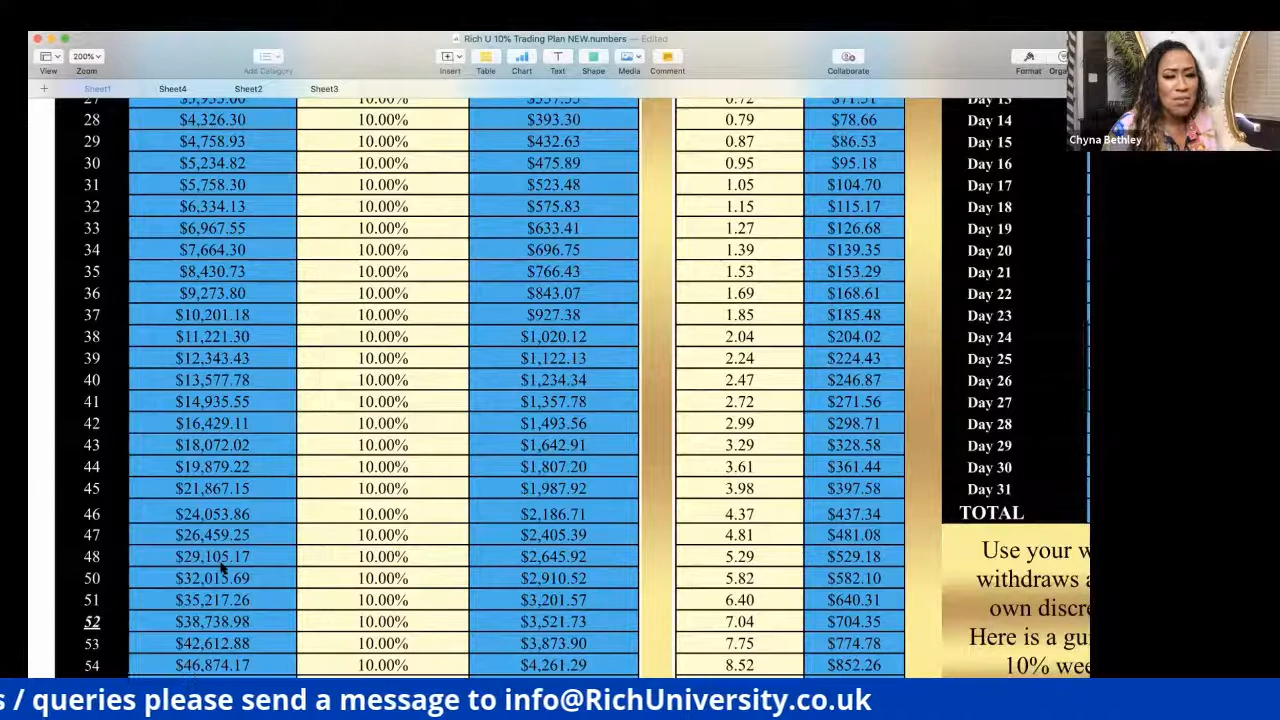 Rich U 10% Trading Plan NEW.numbers — Edited
200%
View Zoom Add Category Insert Table Chart Text Shape Media Comment Collaborate Format
Sheet1 Sheet4 Sheet2 Sheet3
Chyna Bethley
28 $4,326.30 10.00% $393.30 0.79 $78.66 Day 14
29 $4,758.93 10.00% $432.63 0.87 $86.53 Day 15
30 $5,234.82 10.00% $475.89 0.95 $95.18 Day 16
31 $5,758.30 10.00% $523.48 1.05 $104.70 Day 17
32 $6,334.13 10.00% $575.83 1.15 $115.17 Day 18
33 $6,967.55 10.00% $633.41 1.27 $126.68 Day 19
34 $7,664.30 10.00% $696.75 1.39 $139.35 Day 20
35 $8,430.73 10.00% $766.43 1.53 $153.29 Day 21
36 $9,273.80 10.00% $843.07 1.69 $168.61 Day 22
37 $10,201.18 10.00% $927.38 1.85 $185.48 Day 23
38 $11,221.30 10.00% $1,020.12 2.04 $204.02 Day 24
39 $12,343.43 10.00% $1,122.13 2.24 $224.43 Day 25
40 $13,577.78 10.00% $1,234.34 2.47 $246.87 Day 26
41 $14,935.55 10.00% $1,357.78 2.72 $271.56 Day 27
42 $16,429.11 10.00% $1,493.56 2.99 $298.71 Day 28
43 $18,072.02 10.00% $1,642.91 3.29 $328.58 Day 29
44 $19,879.22 10.00% $1,807.20 3.61 $361.44 Day 30
45 $21,867.15 10.00% $1,987.92 3.98 $397.58 Day 31
46 $24,053.86 10.00% $2,186.71 4.37 $437.34 TOTAL
47 $26,459.25 10.00% $2,405.39 4.81 $481.08
48 $29,105.17 10.00% $2,645.92 5.29 $529.18
50 $32,015.69 10.00% $2,910.52 5.82 $582.10
51 $35,217.26 10.00% $3,201.57 6.40 $640.31
52 $38,738.98 10.00% $3,521.73 7.04 $704.35
53 $42,612.88 10.00% $3,873.90 7.75 $774.78
54 $46,874.17 10.00% $4,261.29 8.52 $852.26
Use your w
withdraws a
own discre
Here is a gu
10% wee
s / queries please send a message to info@RichUniversity.co.uk